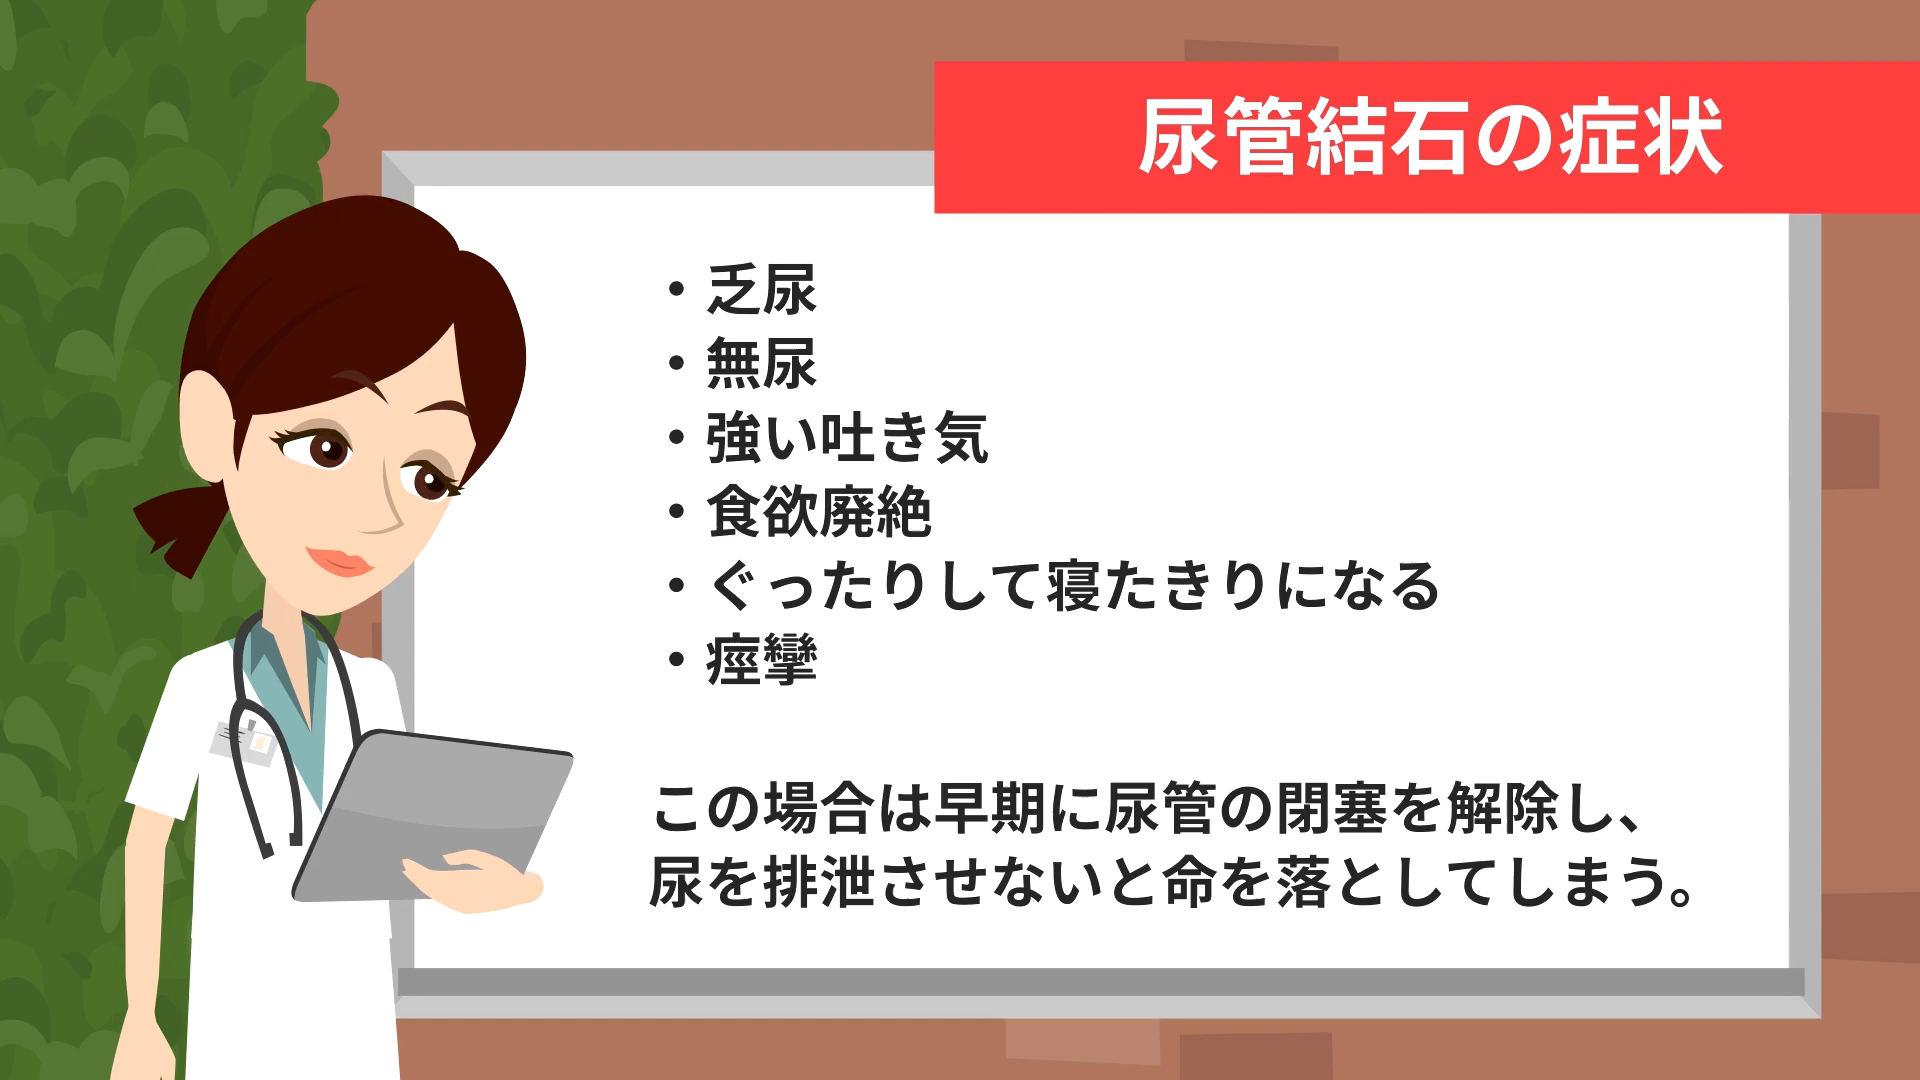 尿管結石の症状
・乏尿
・無尿
・強い吐き気
・食欲廃絶
・ぐったりして寝たきりになる
・痙攣
この場合は早期に尿管の閉塞を解除し、
尿を排泄させないと命を落としてしまう。